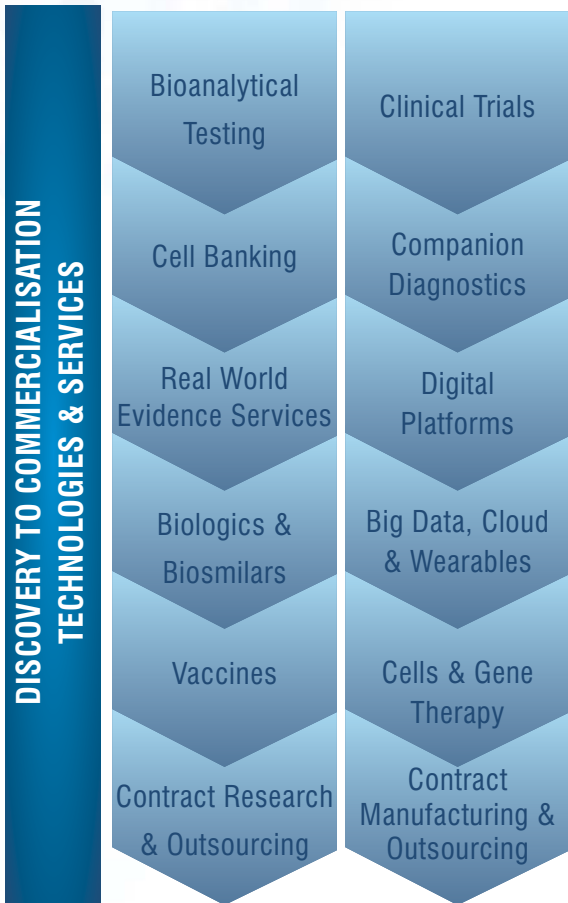 DISCOVERY TO COMMERCIALISATION
TECHNOLOGIES & SERVICES
Bioanalytical
Testing
Cell Banking
Real World
Evidence Services
Biologics &
Biosmilars
Vaccines
Contract Research
& Outsourcing
Clinical Trials
Companion
Diagnostics
Digital
Platforms
Big Data, Cloud
& Wearables
Cells & Gene
Therapy
Contract
Manufacturing &
Outsourcing